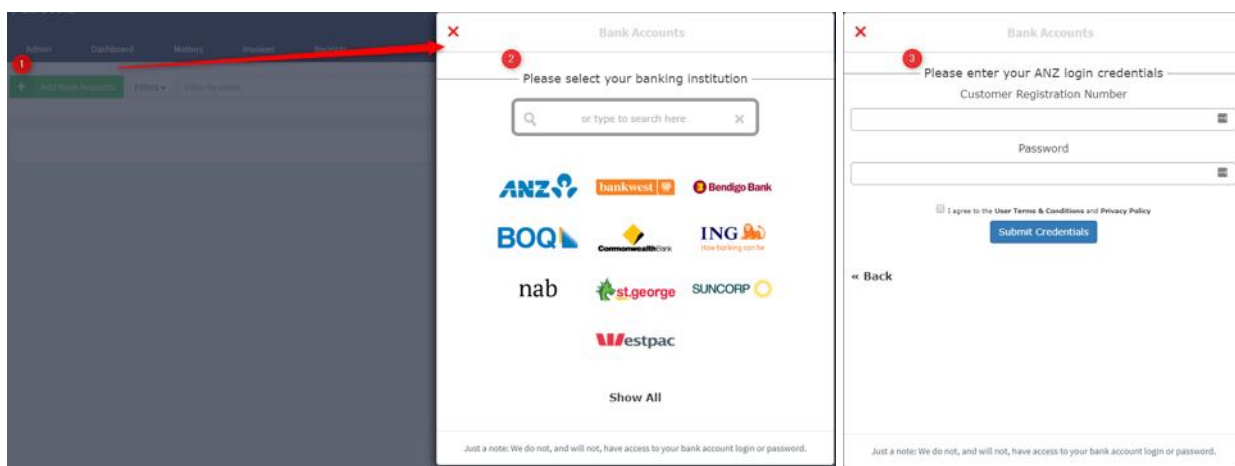 Admin Dashboard Matters Invoices Receipts
1
+ Add Bank Accounts Filters
Bank Accounts
2
Please select your banking institution
or type to search here
ANZ bankwest Bendigo Bank
BOQ CommonwealthBank ING
How banking can be
nab st.george SUNCORP
Westpac
Show All
Just a note: We do not, and will not, have access to your bank account login or password.
Bank Accounts
3
Please enter your ANZ login credentials
Customer Registration Number
Password
I agree to the User Terms & Conditions and Privacy Policy
Submit Credentials
« Back
Just a note: We do not, and will not, have access to your bank account login or password.